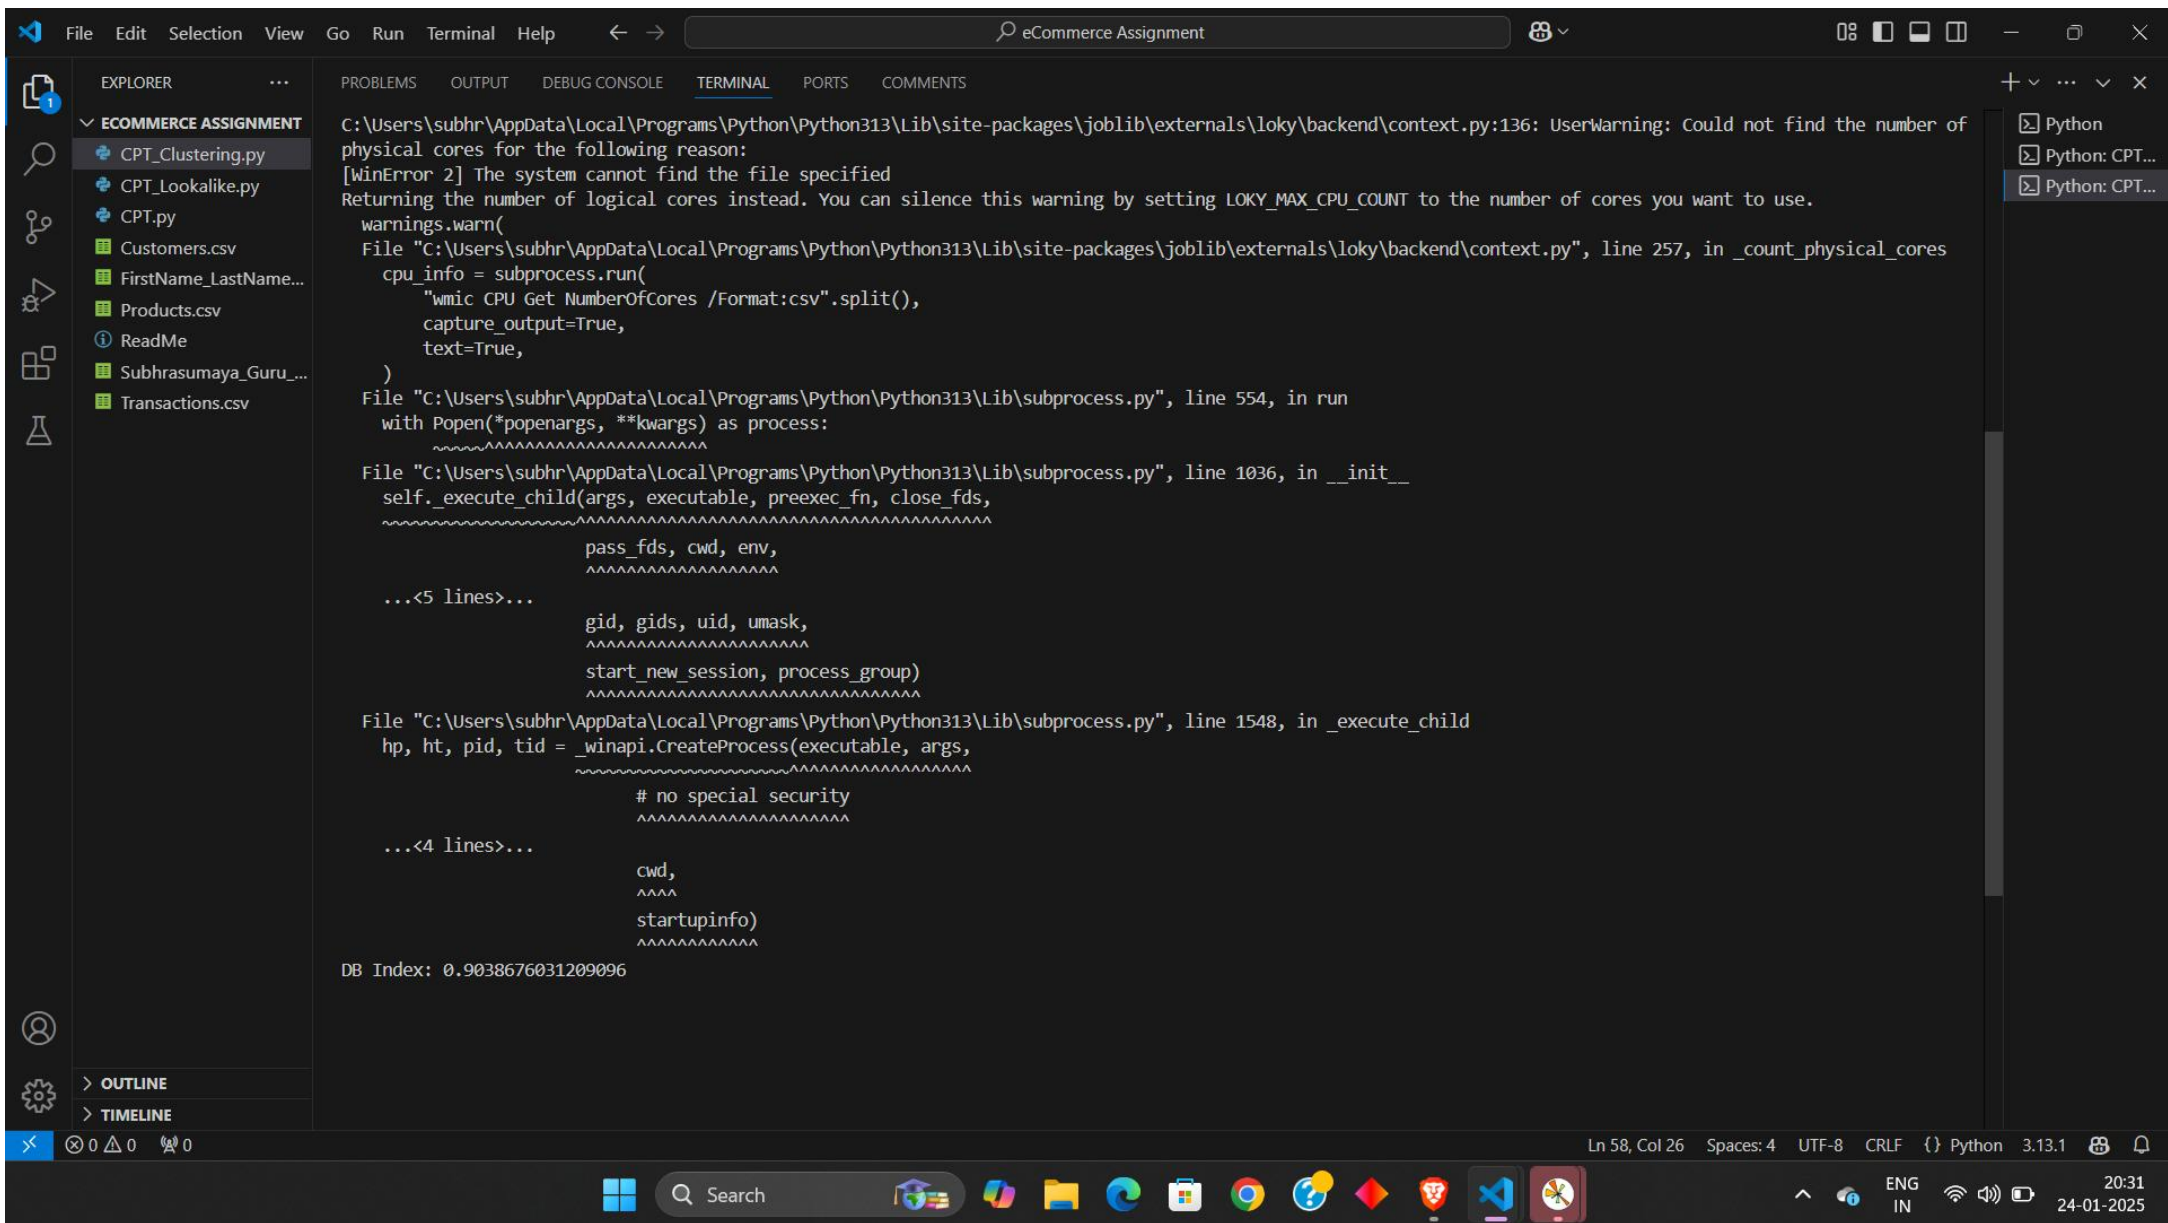 File Edit Selection View Go Run Terminal Help
eCommerce Assignment
EXPLORER
1
ECOMMERCE ASSIGNMENT
CPT_Clustering.py
CPT_Lookalike.py
CPT.py
Customers.csv
FirstName_LastName...
Products.csv
ReadMe
Subhrasumaya_Guru_...
Transactions.csv
OUTLINE
TIMELINE
PROBLEMS OUTPUT DEBUG CONSOLE TERMINAL PORTS COMMENTS
C:\Users\subhr\AppData\Local\Programs\Python\Python313\Lib\site-packages\joblib\externals\loky\backend\context.py:136: UserWarning: Could not find the number of
physical cores for the following reason:
[WinError 2] The system cannot find the file specified
Returning the number of logical cores instead. You can silence this warning by setting LOKY_MAX_CPU_COUNT to the number of cores you want to use.
warnings.warn(
File "C:\Users\subhr\AppData\Local\Programs\Python\Python313\Lib\site-packages\joblib\externals\loky\backend\context.py", line 257, in _count_physical_cores
cpu_info = subprocess.run(
"wmic CPU Get NumberOfCores /Format:csv".split(),
capture_output=True,
text=True,
)
File "C:\Users\subhr\AppData\Local\Programs\Python\Python313\Lib\subprocess.py", line 554, in run
with Popen(*popenargs, **kwargs) as process:
~~~~~^^^^^^^^^^^^^^^^^^^^^^
File "C:\Users\subhr\AppData\Local\Programs\Python\Python313\Lib\subprocess.py", line 1036, in __init__
self._execute_child(args, executable, preexec_fn, close_fds,
~~~~~~~~~~~~~~~~~~~^^^^^^^^^^^^^^^^^^^^^^^^^^^^^^^^^^^^^^^^^
pass_fds, cwd, env,
^^^^^^^^^^^^^^^^^^^
...<5 lines>...
gid, gids, uid, umask,
^^^^^^^^^^^^^^^^^^^^^^
start_new_session, process_group)
^^^^^^^^^^^^^^^^^^^^^^^^^^^^^^^^^
File "C:\Users\subhr\AppData\Local\Programs\Python\Python313\Lib\subprocess.py", line 1548, in _execute_child
hp, ht, pid, tid = _winapi.CreateProcess(executable, args,
~~~~~~~~~~~~~~~~~~~~~^^^^^^^^^^^^^^^^^^
# no special security
^^^^^^^^^^^^^^^^^^^^^
...<4 lines>...
cwd,
^^^^
startupinfo)
^^^^^^^^^^^^
DB Index: 0.9038676031209096
Python
Python: CPT...
Python: CPT...
0 0 0
Ln 58, Col 26 Spaces: 4 UTF-8 CRLF {} Python 3.13.1
Search
ENG
IN
20:31
24-01-2025